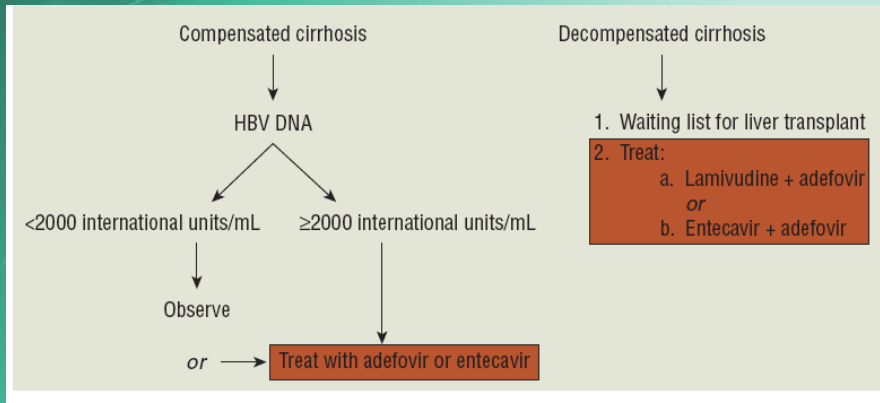 Compensated cirrhosis
HBV DNA
<2000 international units/mL
≥2000 international units/mL
Observe
or
Treat with adefovir or entecavir
Decompensated cirrhosis
1. Waiting list for liver transplant
2. Treat:
a. Lamivudine + adefovir
or
b. Entecavir + adefovir